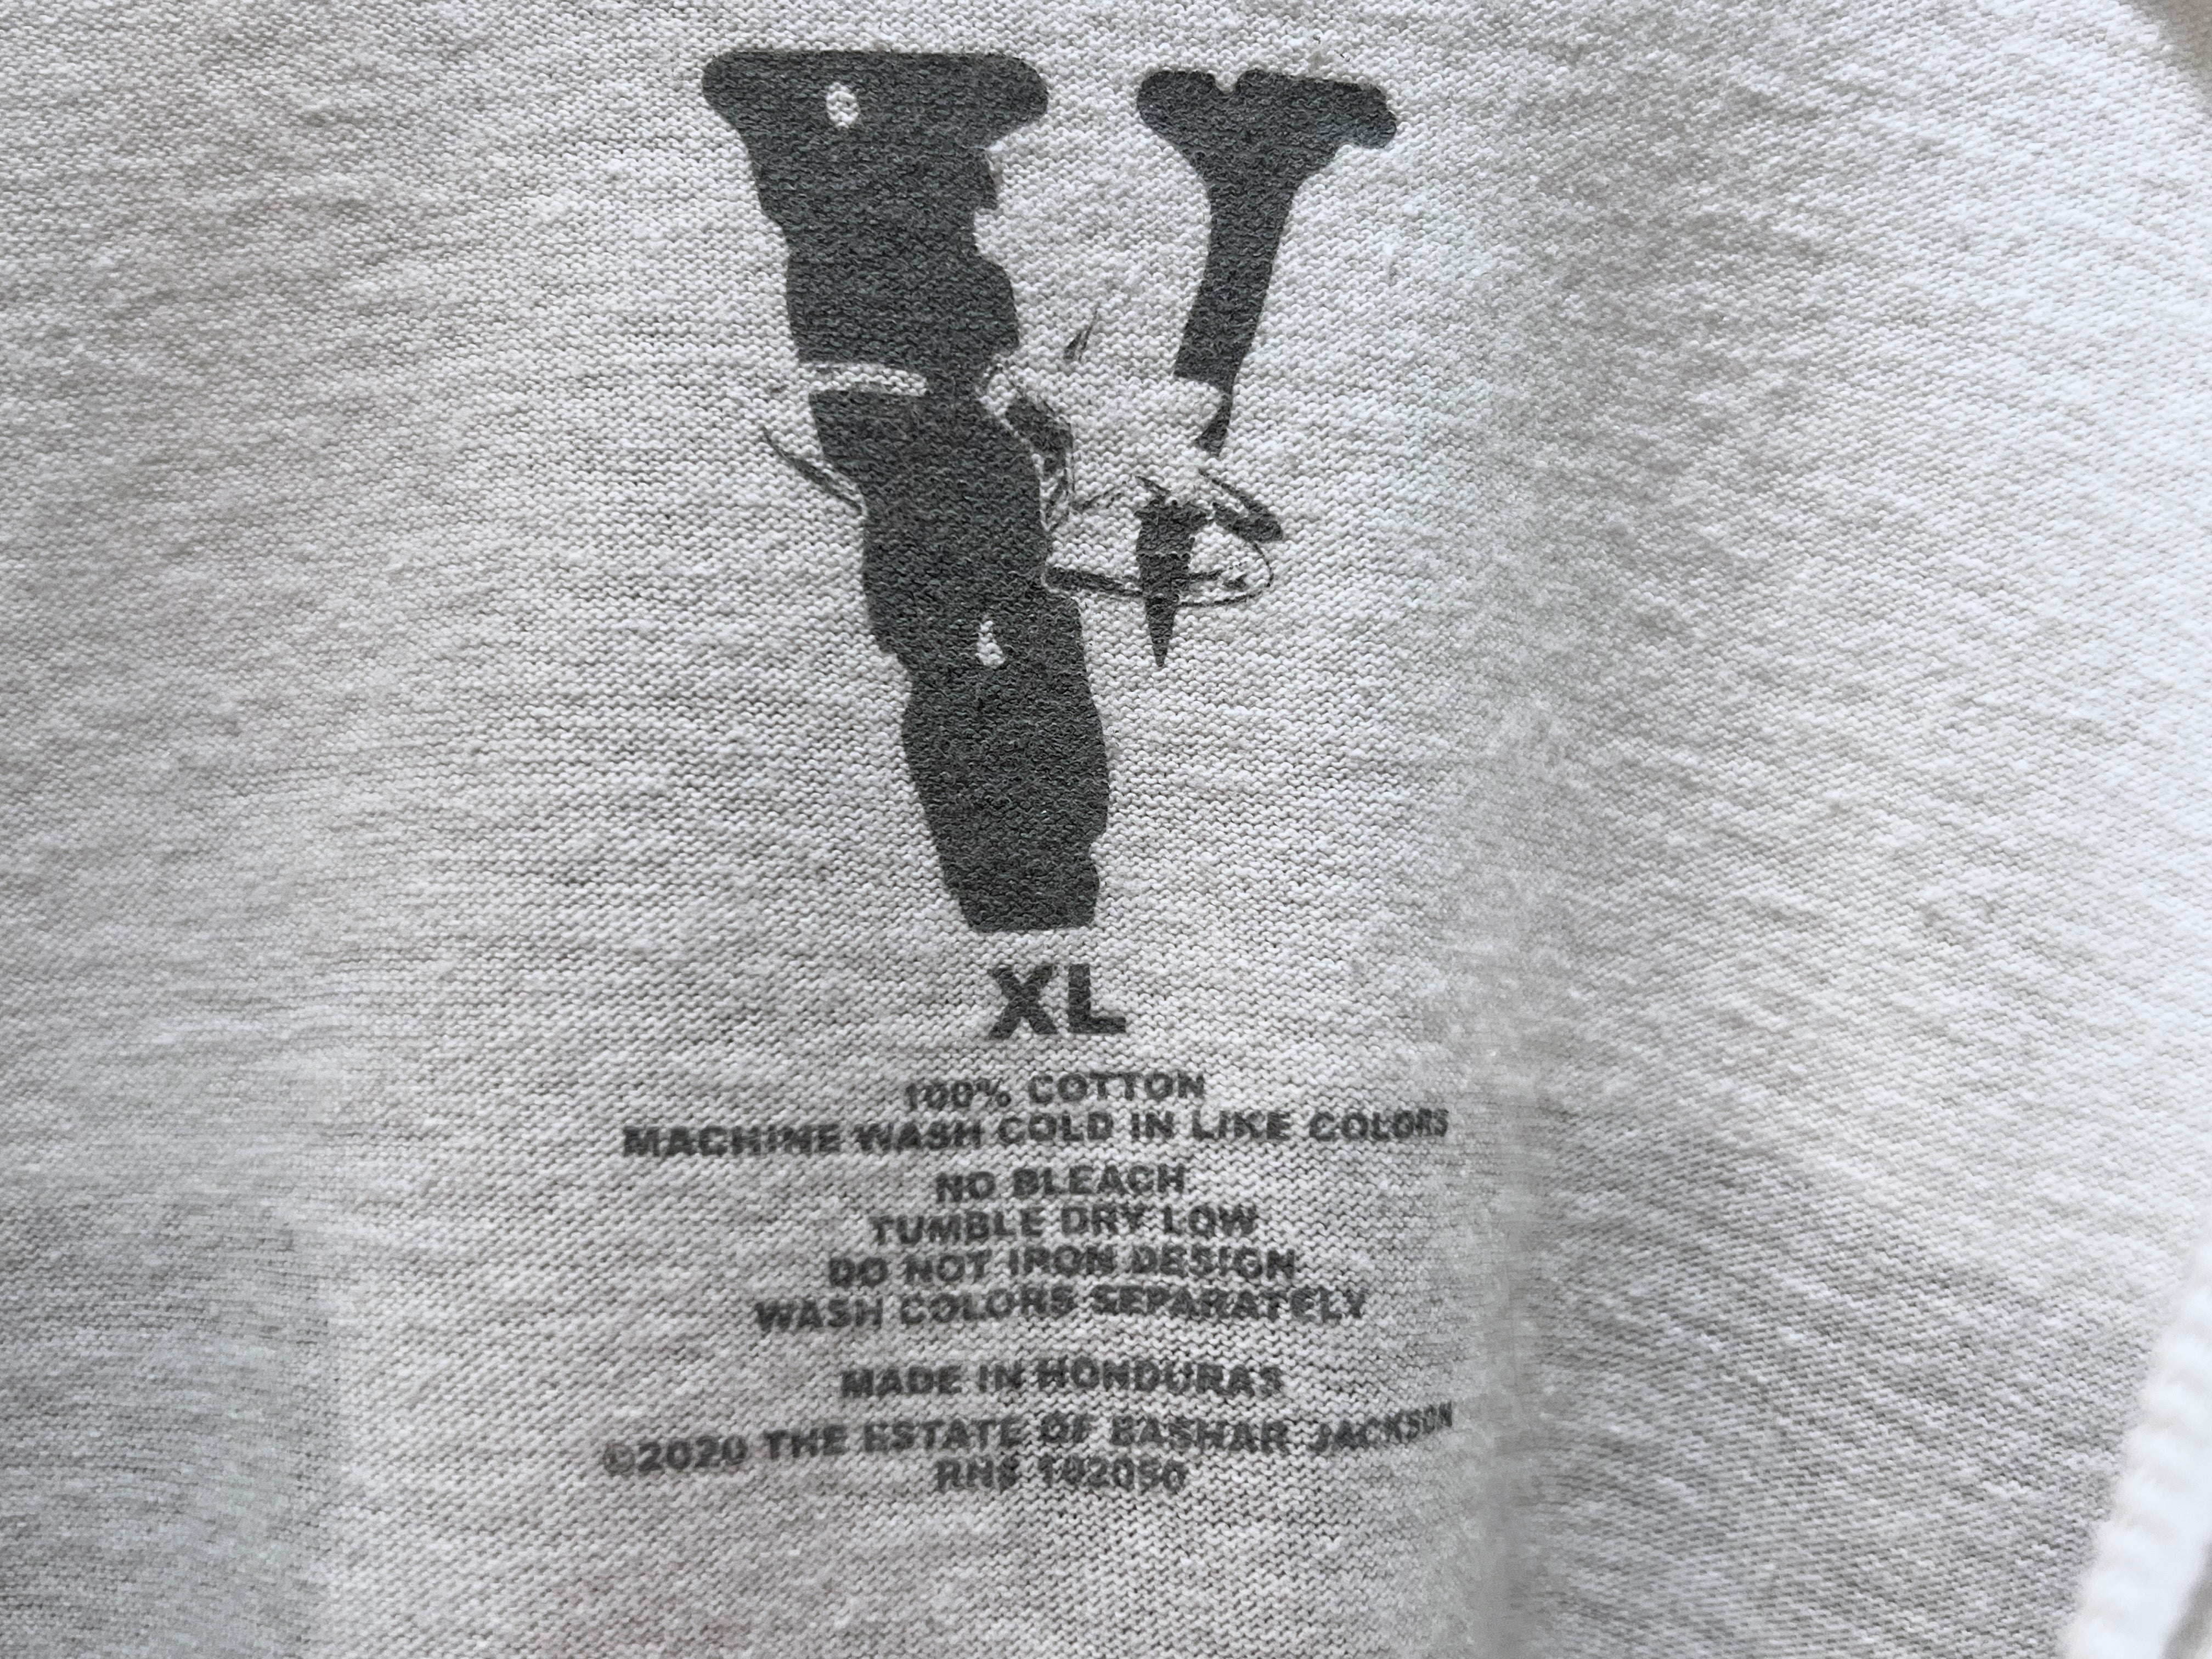 V
XL
100% COTTON
MACHINE WASH COLD IN LIKE COLORS
NO BLEACH
TUMBLE DRY LOW
DO NOT IRON DESIGN
WASH COLORS SEPARATELY
MADE IN HONDURAS
©2020 THE ESTATE OF BASHAR JACKSON
RN# 102050